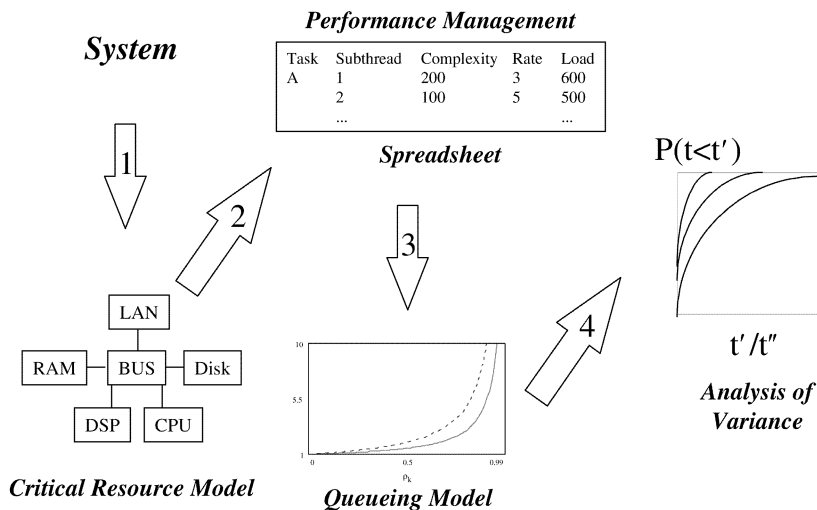 System
Performance Management
Task Subthread Complexity Rate Load
A 1 200 3 600
2 100 5 500
... ...
Spreadsheet
1
2
3
4
LAN
RAM BUS Disk
DSP CPU
Critical Resource Model
10
5.5
1
0 0.5 0.99
ρk
Queueing Model
P(t<t′)
t′/t″
Analysis of
Variance